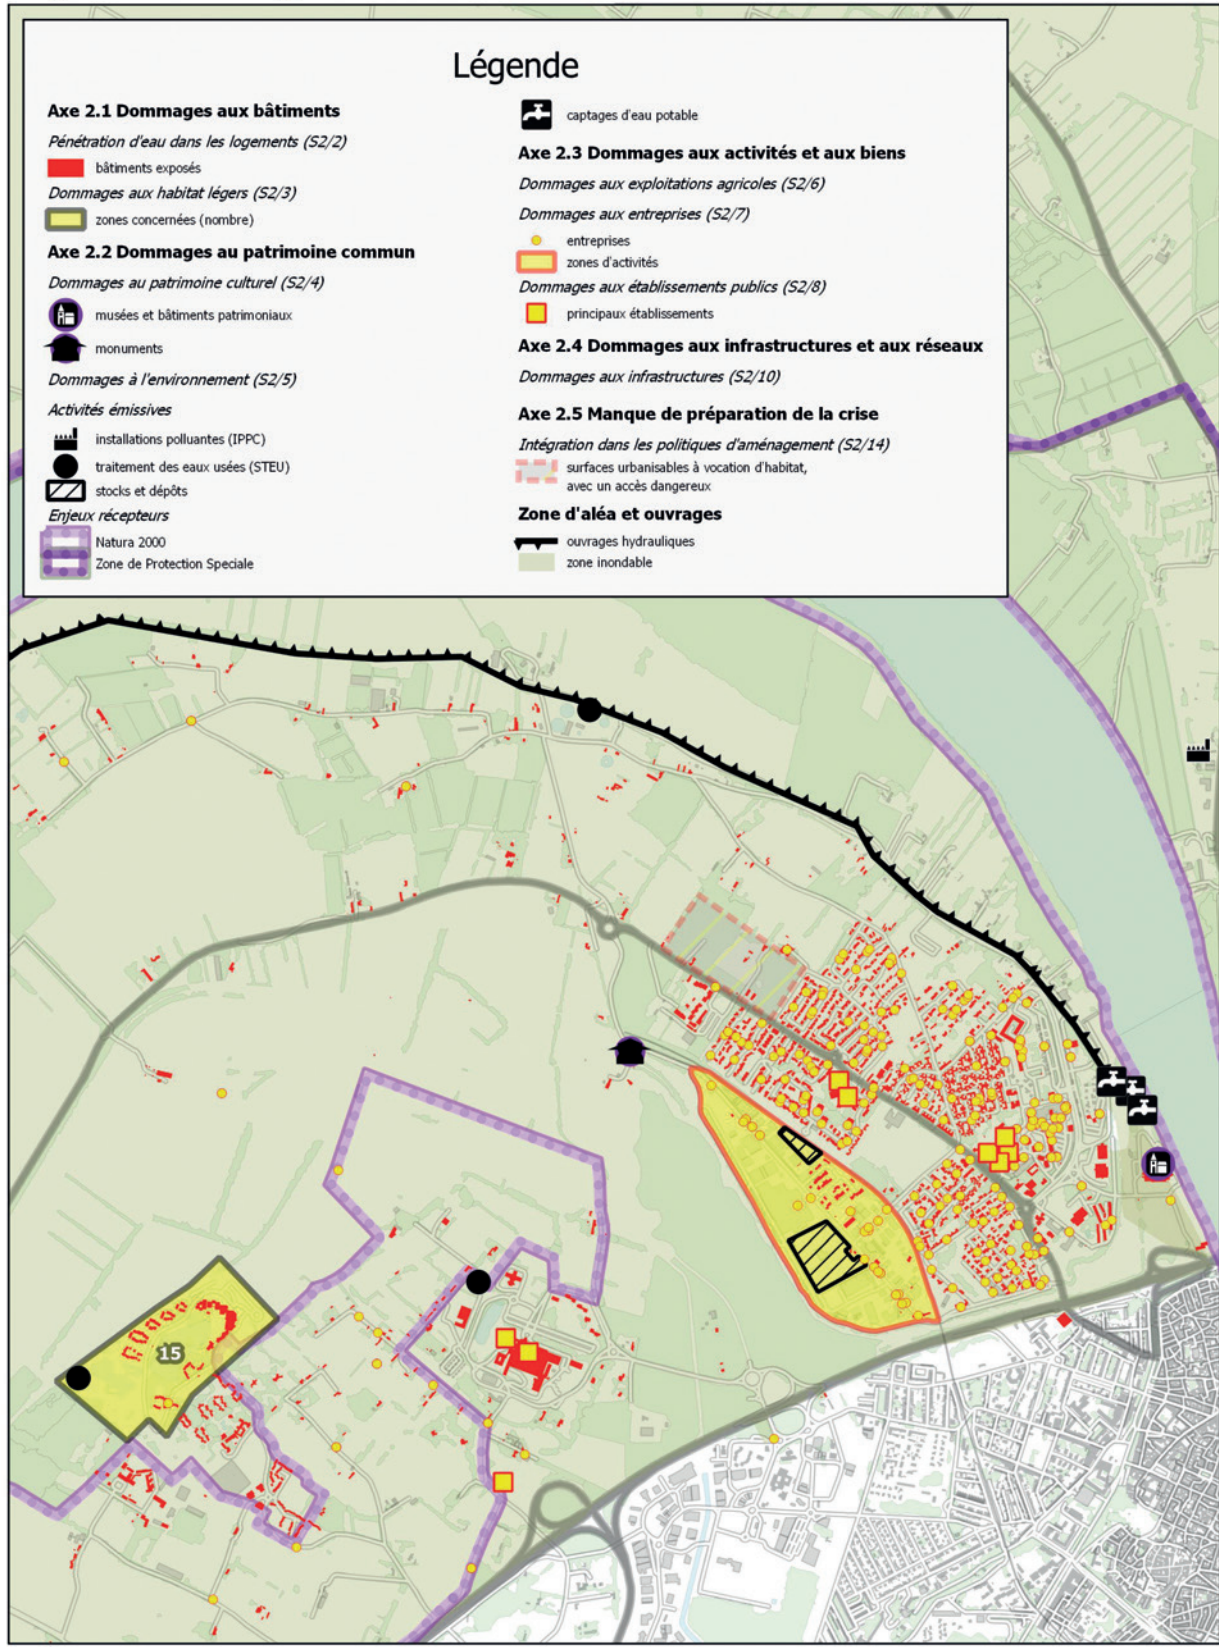 Légende
Axe 2.1 Dommages aux bâtiments
Pénétration d'eau dans les logements (S2/2)
bâtiments exposés
Dommages aux habitat légers (S2/3)
zones concernées (nombre)
Axe 2.2 Dommages au patrimoine commun
Dommages au patrimoine culturel (S2/4)
musées et bâtiments patrimoniaux
monuments
Dommages à l'environnement (S2/5)
Activités émissives
installations polluantes (IPPC)
traitement des eaux usées (STEU)
stocks et dépôts
Enjeux récepteurs
Natura 2000
Zone de Protection Speciale
captages d'eau potable
Axe 2.3 Dommages aux activités et aux biens
Dommages aux exploitations agricoles (S2/6)
Dommages aux entreprises (S2/7)
entreprises
zones d'activités
Dommages aux établissements publics (S2/8)
principaux établissements
Axe 2.4 Dommages aux infrastructures et aux réseaux
Dommages aux infrastructures (S2/10)
Axe 2.5 Manque de préparation de la crise
Intégration dans les politiques d'aménagement (S2/14)
surfaces urbanisables à vocation d'habitat,
avec un accès dangereux
Zone d'aléa et ouvrages
ouvrages hydrauliques
zone inondable
15